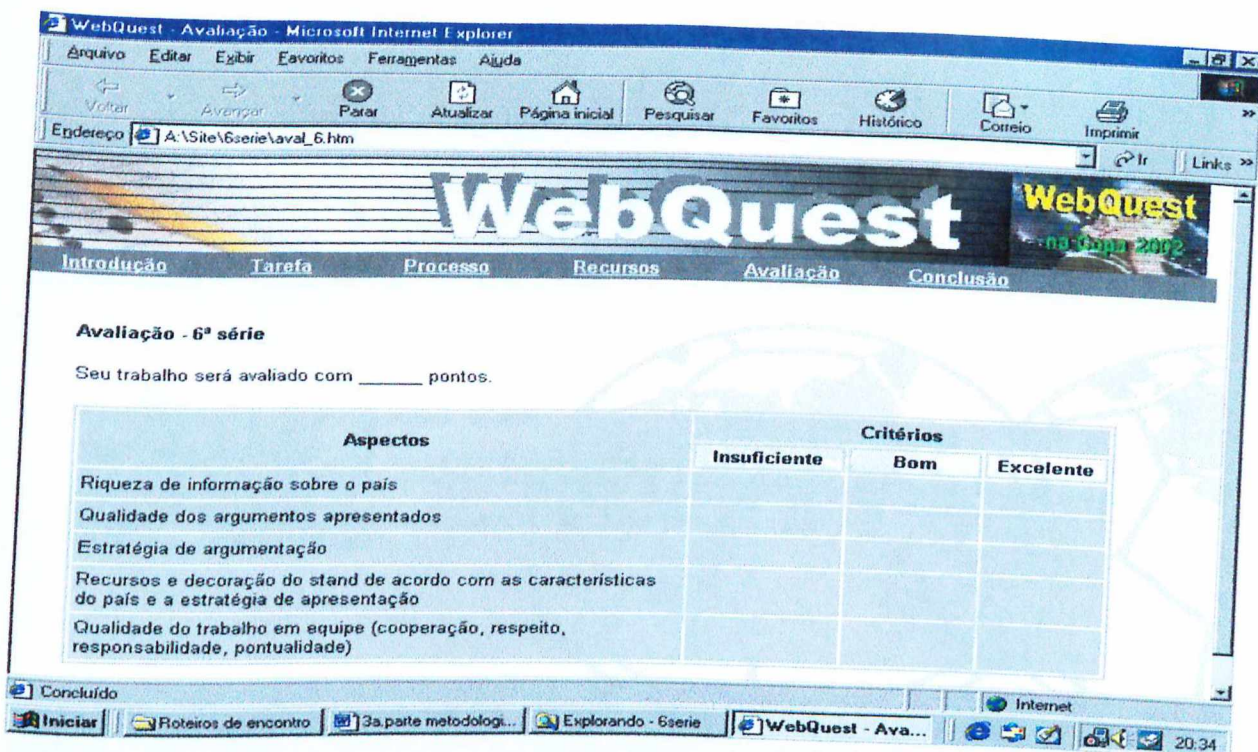 WebQuest - Avaliação - Microsoft Internet Explorer
Arquivo Editar Exibir Favoritos Ferramentas Ajuda
Voltar Avançar Parar Atualizar Página inicial Pesquisar Favoritos Histórico Correio Imprimir »
Endereço A:\Site\6serie\aval_6.htm Ir Links »
WebQuest
WebQuest
na Copa 2002
Introdução Tarefa Processo Recursos Avaliação Conclusão
Avaliação - 6ª série
Seu trabalho será avaliado com ______ pontos.
Aspectos Critérios
Insuficiente Bom Excelente
Riqueza de informação sobre o país
Qualidade dos argumentos apresentados
Estratégia de argumentação
Recursos e decoração do stand de acordo com as características
do país e a estratégia de apresentação
Qualidade do trabalho em equipe (cooperação, respeito,
responsabilidade, pontualidade)
Concluído Internet
Iniciar Roteiros de encontro 3a.parte metodologi... Explorando - 6serie WebQuest - Ava... 20:34